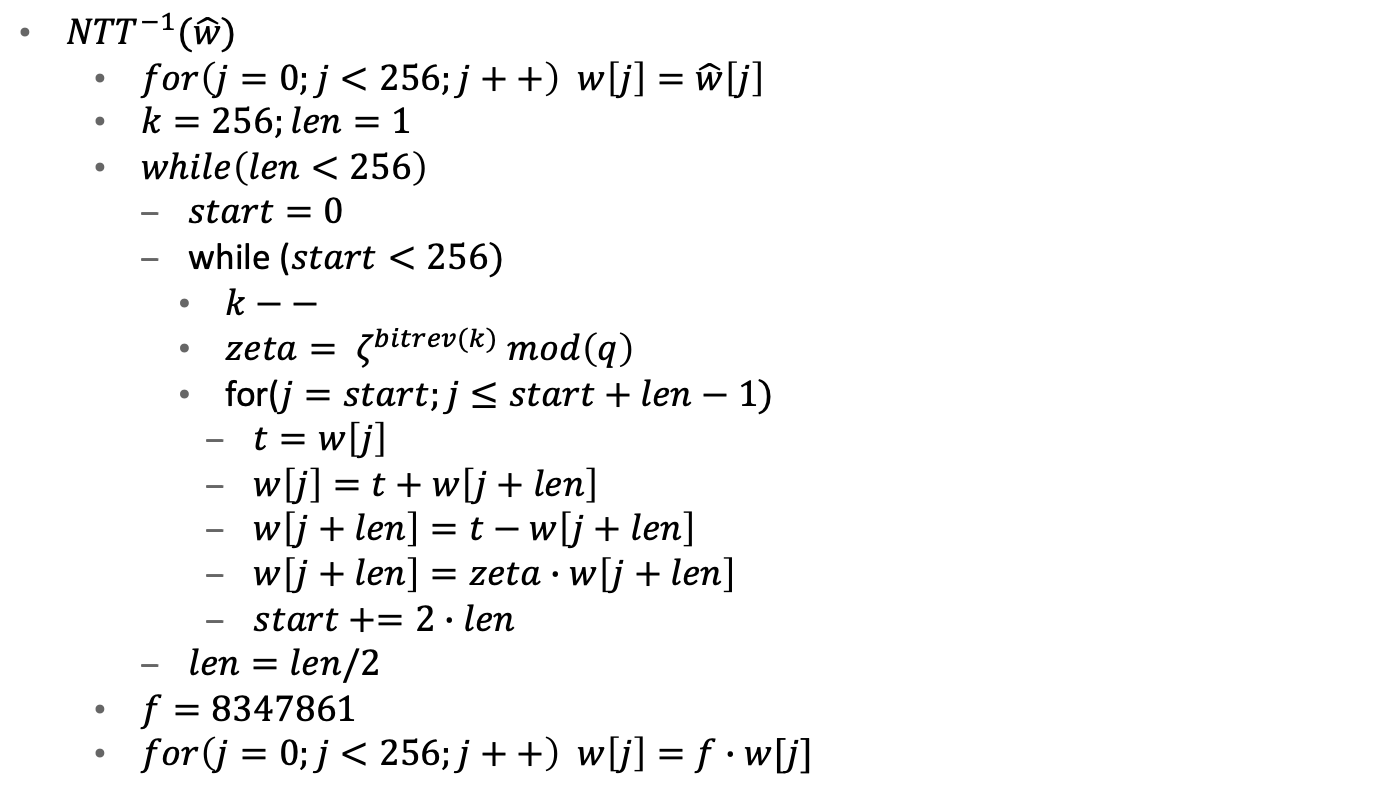 • NTT⁻¹(ŵ)
• for(j = 0; j < 256; j + +) w[j] = ŵ[j]
• k = 256; len = 1
• while(len < 256)
– start = 0
– while (start < 256)
• k − −
• zeta = ζ^bitrev(k) mod(q)
• for(j = start; j ≤ start + len − 1)
– t = w[j]
– w[j] = t + w[j + len]
– w[j + len] = t − w[j + len]
– w[j + len] = zeta · w[j + len]
– start += 2 · len
– len = len/2
• f = 8347861
• for(j = 0; j < 256; j + +) w[j] = f · w[j]